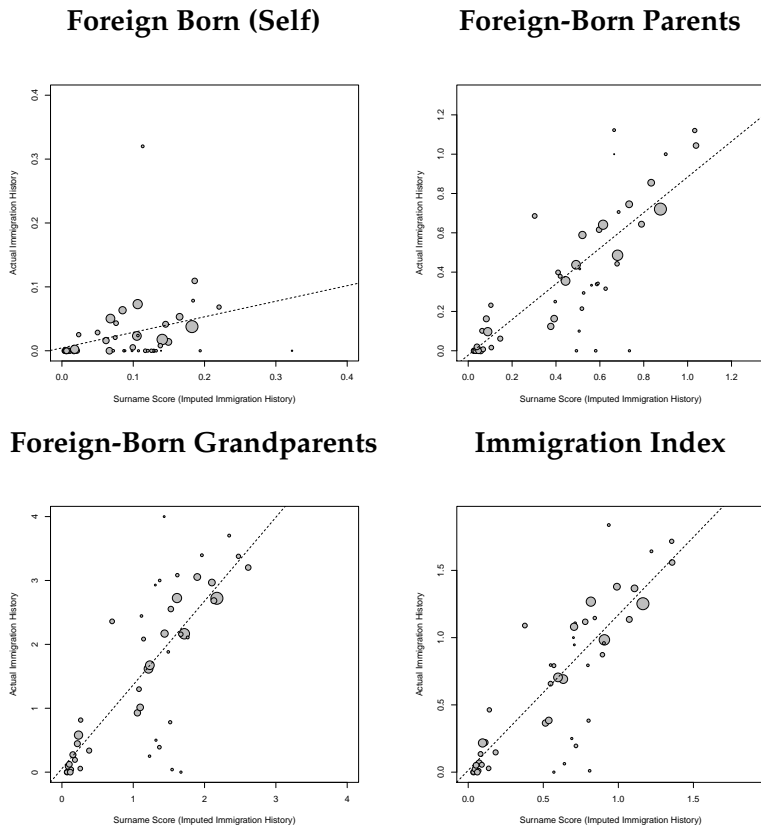 Foreign Born (Self)
Foreign-Born Parents
0.4
0.3
0.2
0.1
0.0
Actual Immigration History
0.0 0.1 0.2 0.3 0.4
Surname Score (Imputed Immigration History)
1.2
1.0
0.8
0.6
0.4
0.2
0.0
Actual Immigration History
0.0 0.2 0.4 0.6 0.8 1.0 1.2
Surname Score (Imputed Immigration History)
Foreign-Born Grandparents
Immigration Index
4
3
2
1
0
Actual Immigration History
0 1 2 3 4
Surname Score (Imputed Immigration History)
1.5
1.0
0.5
0.0
Actual Immigration History
0.0 0.5 1.0 1.5
Surname Score (Imputed Immigration History)